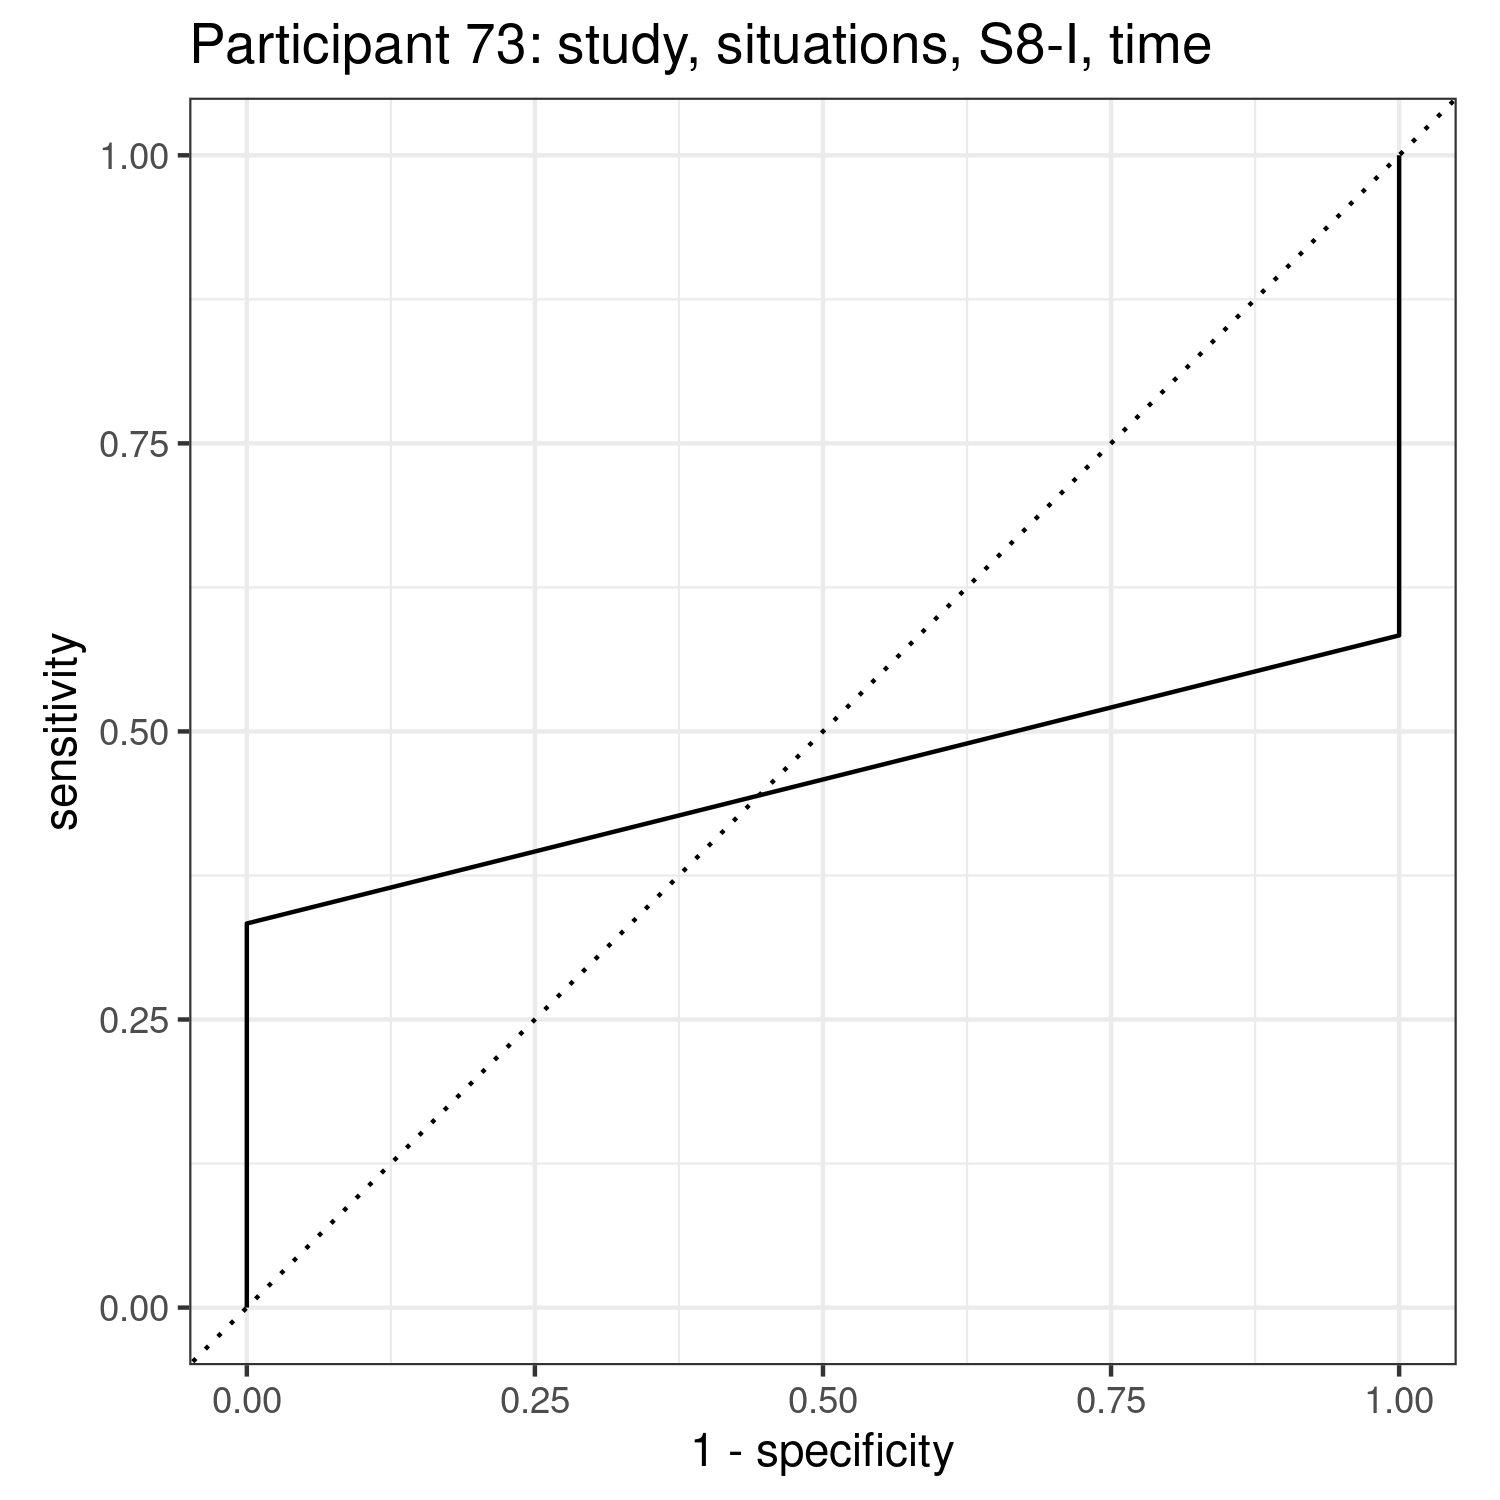 Participant 73: study, situations, S8-I, time
1.00
0.75
0.50
0.25
0.00
sensitivity
0.00 0.25 0.50 0.75 1.00
1 - specificity